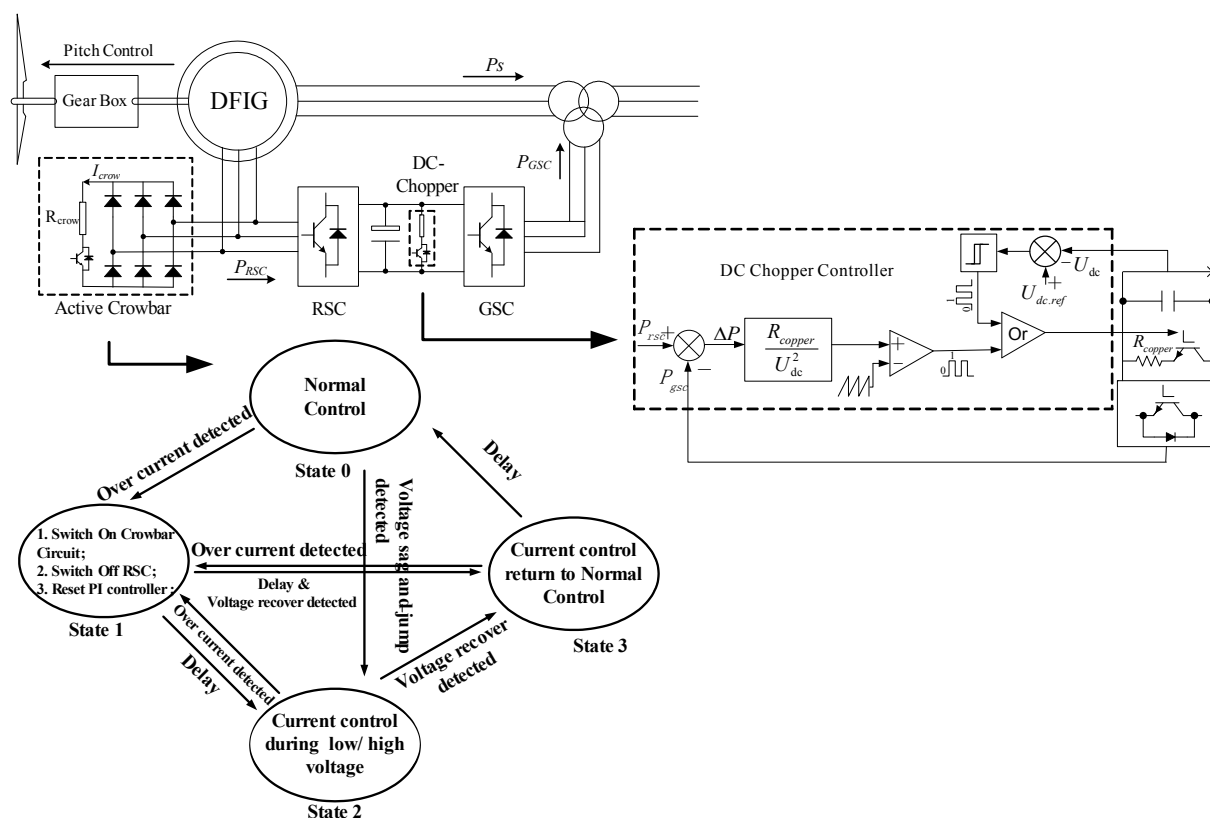 Pitch Control
Gear Box
DFIG
Ps
P_GSC
I_crow
R_crow
DC-
Chopper
P_RSC
Active Crowbar
RSC
GSC
DC Chopper Controller
U_dc
U_dc.ref
+
−
0 1
P_rsc
+
−
P_gsc
ΔP
R_copper
U_dc^2
+
−
0 1
Or
R_copper
Normal
Control
State 0
Over current detected
Voltage sag and jump
detected
Delay
1. Switch On Crowbar
Circuit;
2. Switch Off RSC;
3. Reset PI controller ;
State 1
Over current detected
Delay &
Voltage recover detected
Current control
return to Normal
Control
State 3
Over current detected
Delay
Voltage recover
detected
Current control
during low/ high
voltage
State 2